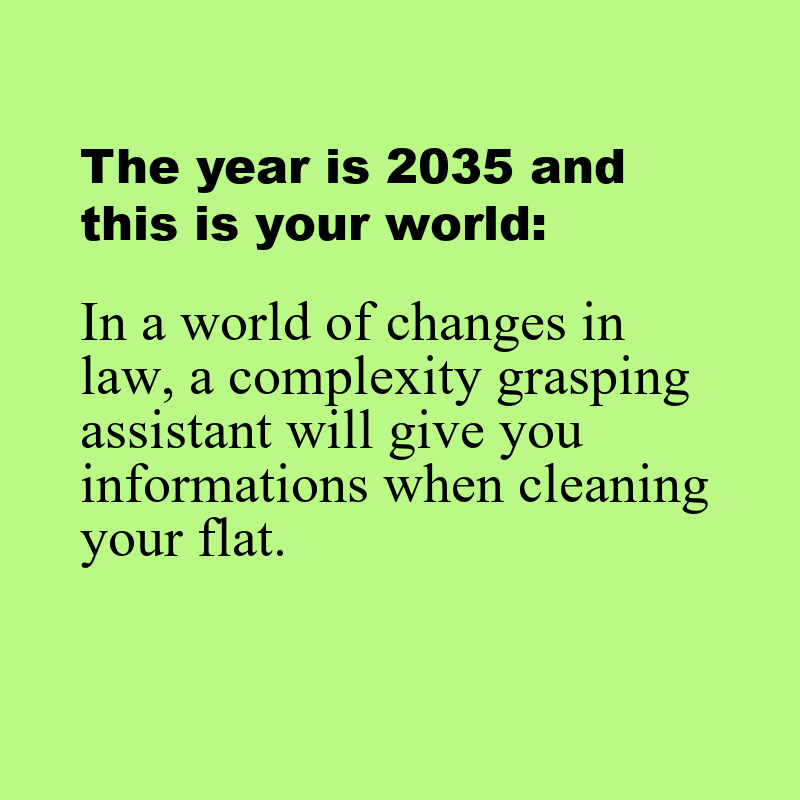 The year is 2035 and
this is your world:
In a world of changes in
law, a complexity grasping
assistant will give you
informations when cleaning
your flat.